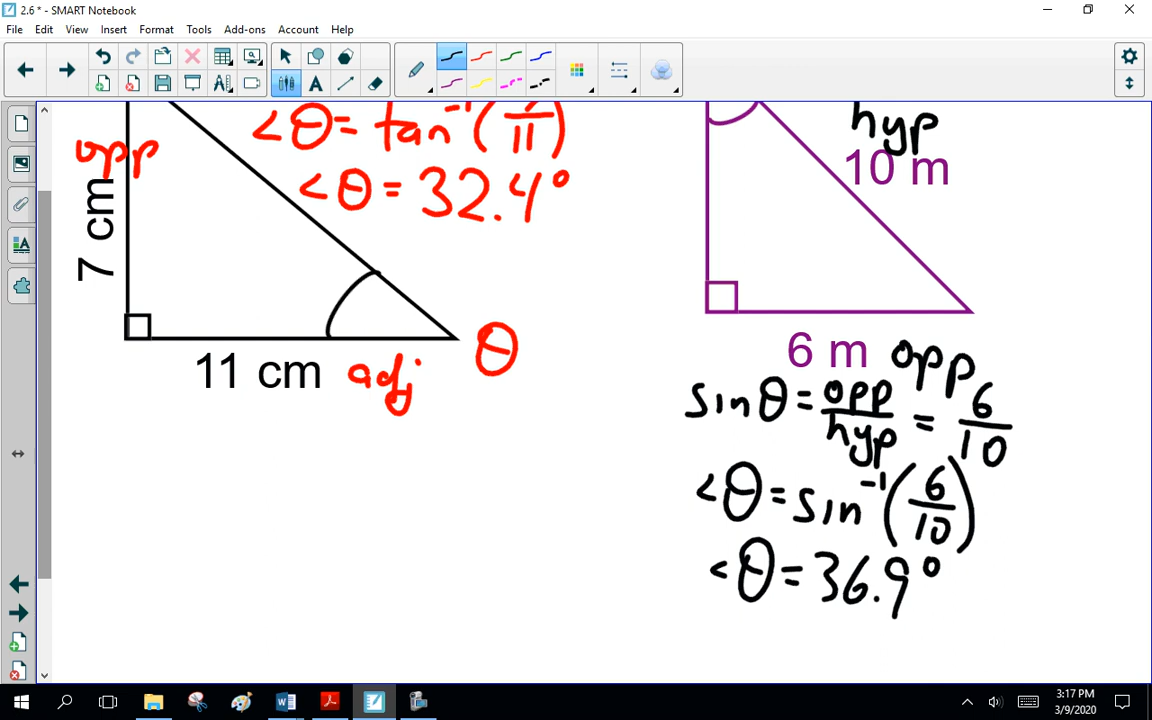 2.6 * - SMART Notebook
File Edit View Insert Format Tools Add-ons Account Help
opp
7 cm
<θ= tan⁻¹(7/11)
<θ = 32.4°
11 cm adj
θ
hyp
10 m
6 m opp
sinθ = opp/hyp = 6/10
<θ = sin⁻¹(6/10)
<θ = 36.9°
3:17 PM
3/9/2020